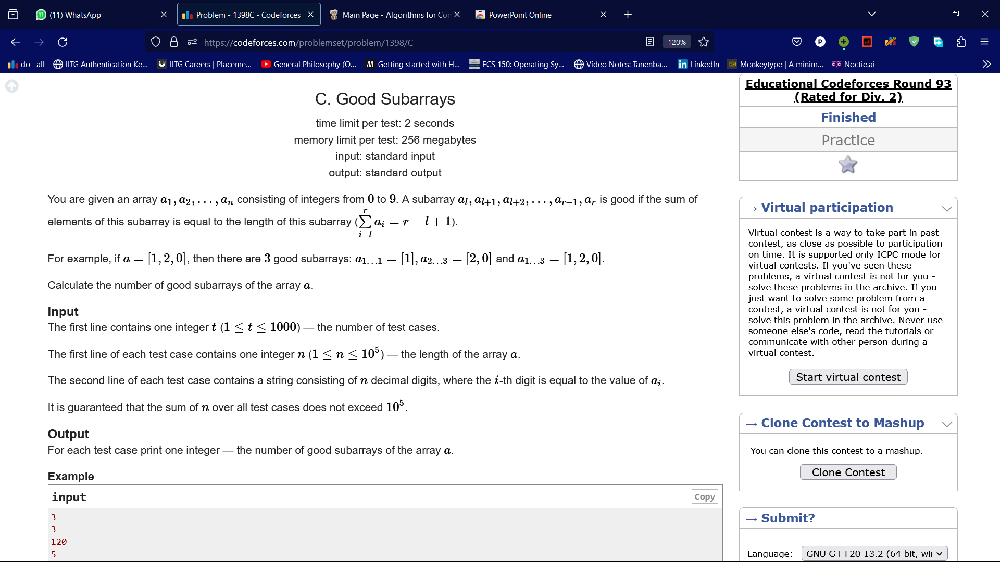 (11) WhatsApp
Problem - 1398C - Codeforces
Main Page - Algorithms for Con
PowerPoint Online
https://codeforces.com/problemset/problem/1398/C
120%
do__all
IITG Authentication Ke...
IITG Careers | Placeme...
General Philosophy (O...
Getting started with H...
ECS 150: Operating Sy...
Video Notes: Tanenba...
LinkedIn
Monkeytype | A minim...
Noctie.ai
C. Good Subarrays
time limit per test: 2 seconds
memory limit per test: 256 megabytes
input: standard input
output: standard output
You are given an array a1, a2, . . . , an consisting of integers from 0 to 9. A subarray al, al+1, al+2, . . . , ar−1, ar is good if the sum of
elements of this subarray is equal to the length of this subarray (∑_{i=l}^{r} ai = r − l + 1).
For example, if a = [1, 2, 0], then there are 3 good subarrays: a1...1 = [1], a2...3 = [2, 0] and a1...3 = [1, 2, 0].
Calculate the number of good subarrays of the array a.
Input
The first line contains one integer t (1 ≤ t ≤ 1000) — the number of test cases.
The first line of each test case contains one integer n (1 ≤ n ≤ 10^5) — the length of the array a.
The second line of each test case contains a string consisting of n decimal digits, where the i-th digit is equal to the value of ai.
It is guaranteed that the sum of n over all test cases does not exceed 10^5.
Output
For each test case print one integer — the number of good subarrays of the array a.
Example
input
Copy
3
3
120
5
Educational Codeforces Round 93
(Rated for Div. 2)
Finished
Practice
→ Virtual participation
Virtual contest is a way to take part in past
contest, as close as possible to participation
on time. It is supported only ICPC mode for
virtual contests. If you've seen these
problems, a virtual contest is not for you -
solve these problems in the archive. If you
just want to solve some problem from a
contest, a virtual contest is not for you -
solve this problem in the archive. Never use
someone else's code, read the tutorials or
communicate with other person during a
virtual contest.
Start virtual contest
→ Clone Contest to Mashup
You can clone this contest to a mashup.
Clone Contest
→ Submit?
Language:
GNU G++20 13.2 (64 bit, wii